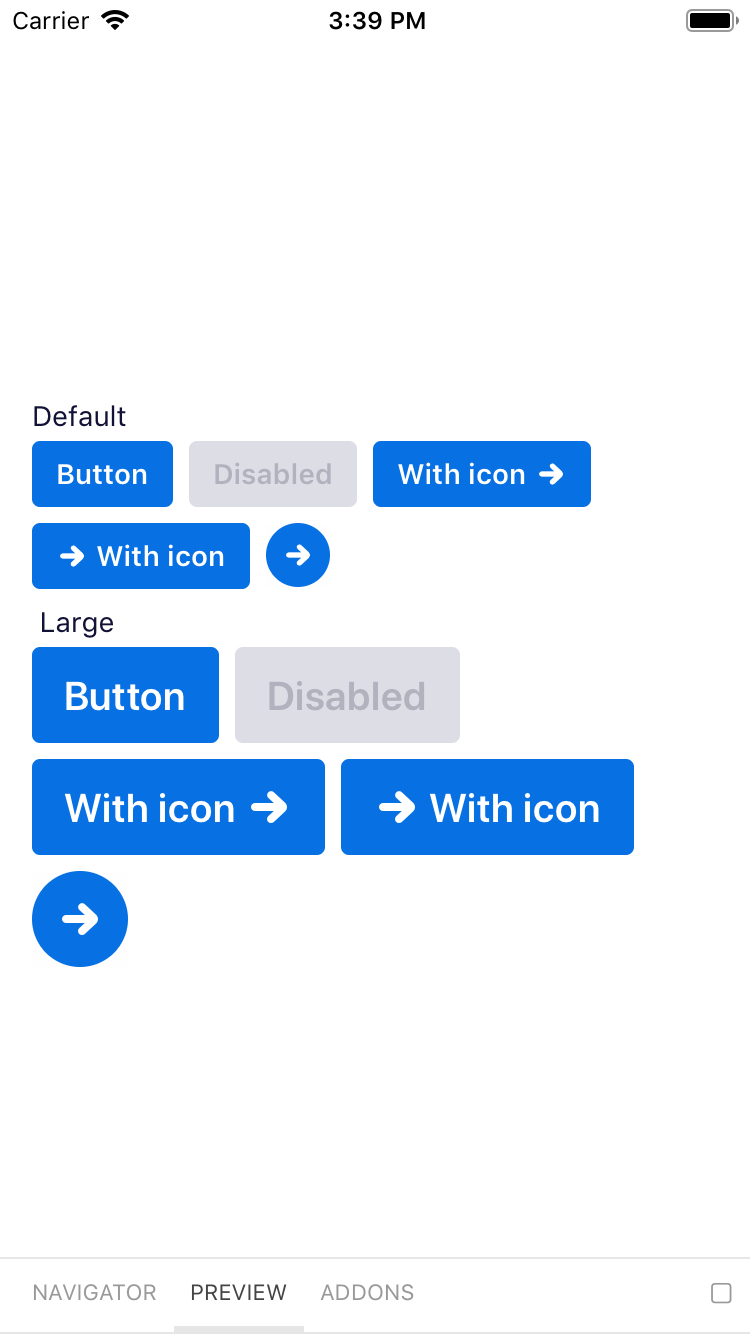 Carrier 3:39 PM
Default
Button Disabled With icon
With icon
Large
Button Disabled
With icon With icon
NAVIGATOR PREVIEW ADDONS